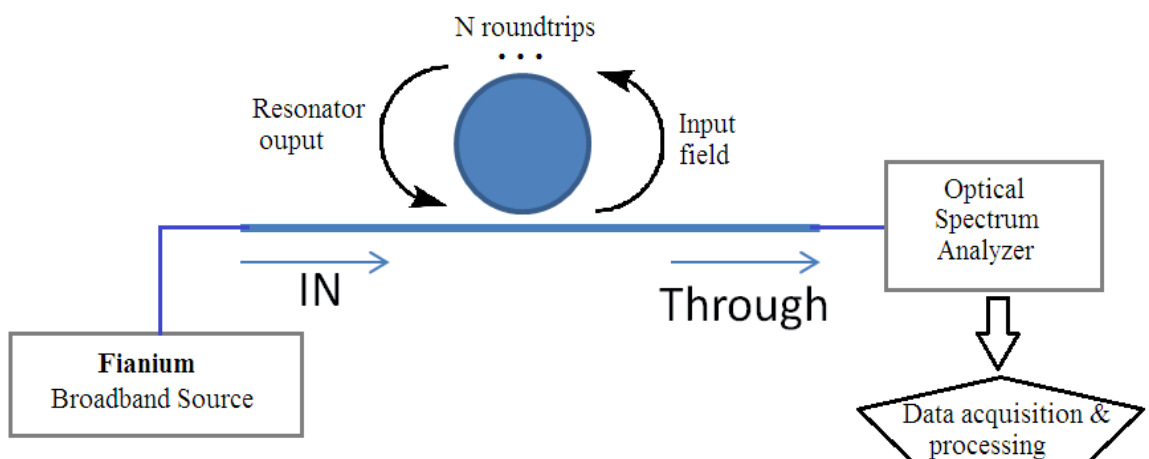 N roundtrips
...
Resonator
ouput
Input
field
Optical
Spectrum
Analyzer
IN
Through
Fianium
Broadband Source
Data acquisition &
processing